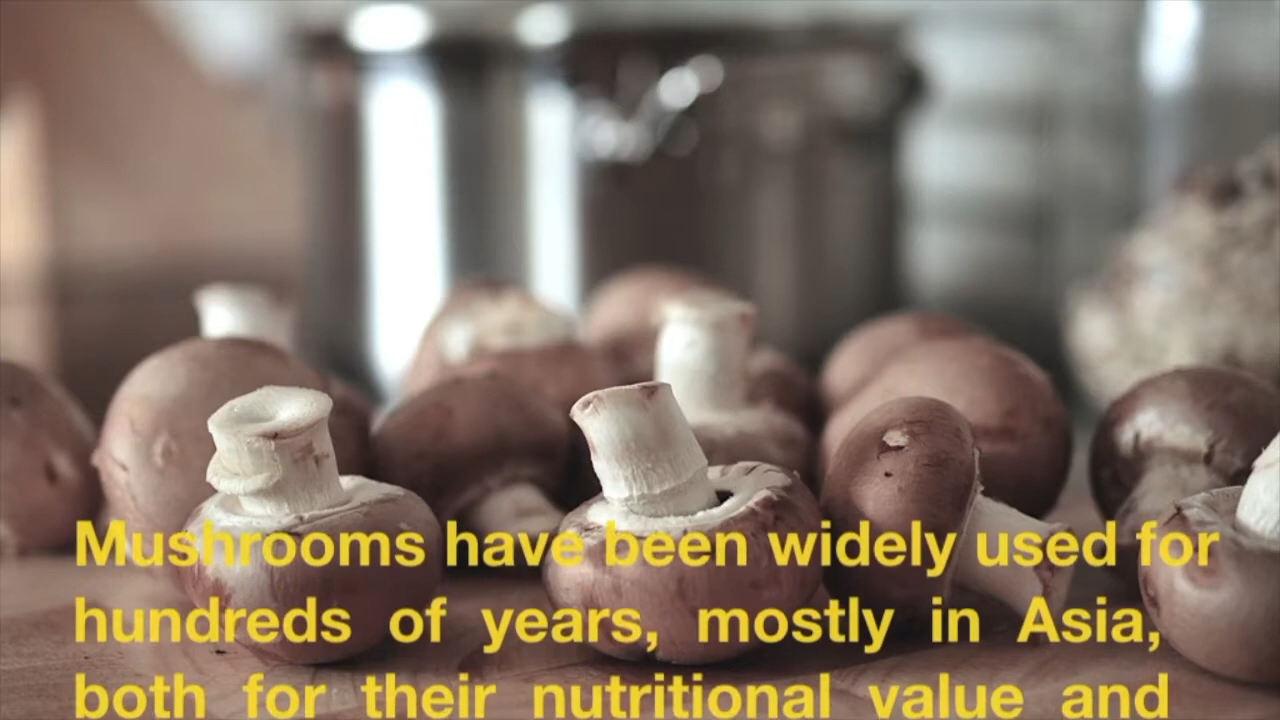 Mushrooms have been widely used for
hundreds of years, mostly in Asia,
both for their nutritional value and